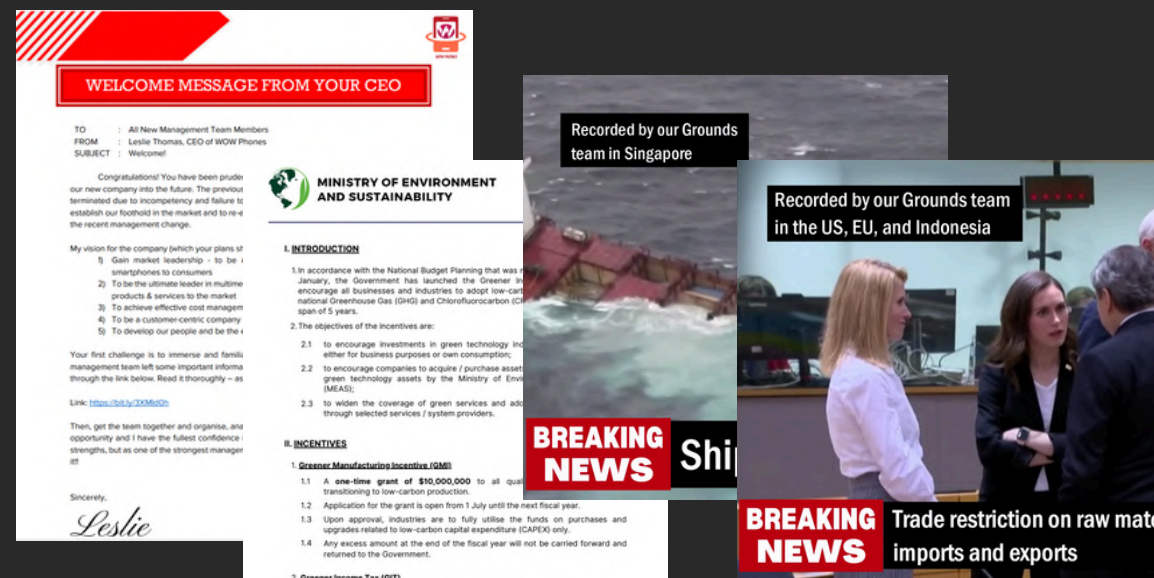 WELCOME MESSAGE FROM YOUR CEO
TO : All New Management Team Members
FROM : Leslie Thomas, CEO of WOW Phones
SUBJECT : Welcome!
Congratulations! You have been
our new company into the future. The previous
terminated due to incompetency and failure to
establish our foothold in the market and to
the recent management change.
My vision for the company (which your plans
1) Gain market leadership - to be
smartphones to consumers
2) To be the ultimate leader in
products & services to the market
3) To achieve effective cost
4) To be a customer-centric company
5) To develop our people and be the
Your first challenge is to immerse and
management team left some important
through the link below. Read it thoroughly –
Link: https://bit.ly/3XMld0h
Then, get the team together and organise,
opportunity and I have the fullest confidence
strengths, but as one of the strongest
it!!
Sincerely,
Leslie
MINISTRY OF ENVIRONMENT
AND SUSTAINABILITY
I. INTRODUCTION
1. In accordance with the National Budget Planning that was
January, the Government has launched the Greener
encourage all businesses and industries to adopt
national Greenhouse Gas (GHG) and Chlorofluorocarbon
span of 5 years.
2. The objectives of the incentives are:
2.1 to encourage investments in green technology
either for business purposes or own consumption;
2.2 to encourage companies to acquire / purchase
green technology assets by the Ministry of
(MEAS);
2.3 to widen the coverage of green services and
through selected services / system providers.
II. INCENTIVES
1. Greener Manufacturing Incentive (GMI)
1.1 A one-time grant of $10,000,000 to all
transitioning to low-carbon production.
1.2 Application for the grant is open from 1 July until the next fiscal year.
1.3 Upon approval, industries are to fully utilise the funds on purchases and
upgrades related to low-carbon capital expenditure (CAPEX) only.
1.4 Any excess amount at the end of the fiscal year will not be carried forward and
returned to the Government.
2. Greener Income Tax (GIT)
Recorded by our Grounds
team in Singapore
BREAKING
NEWS
Recorded by our Grounds team
in the US, EU, and Indonesia
BREAKING
NEWS
Trade restriction on raw
imports and exports